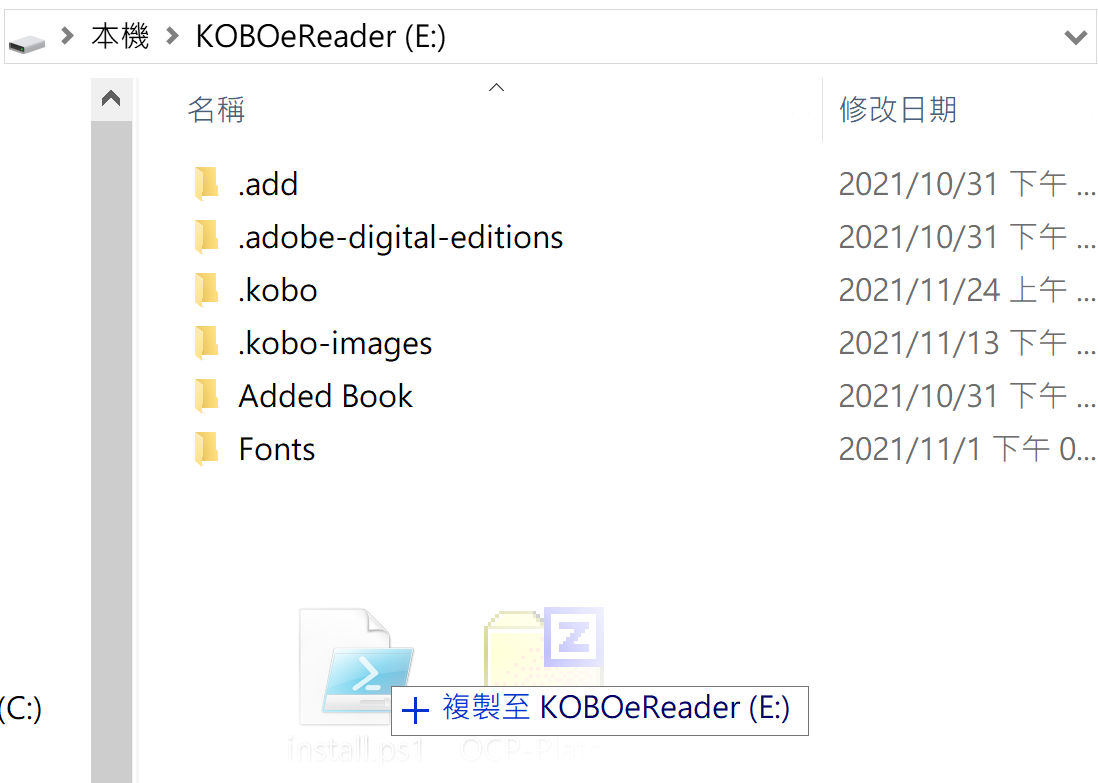 本機 KOBOeReader (E:)
名稱 修改日期
.add 2021/10/31 下午 ...
.adobe-digital-editions 2021/10/31 下午 ...
.kobo 2021/11/24 上午 ...
.kobo-images 2021/11/13 下午 ...
Added Book 2021/10/31 下午 ...
Fonts 2021/11/1 下午 0...
Z
(C:)
+ 複製至 KOBOeReader (E:)
install.ps1